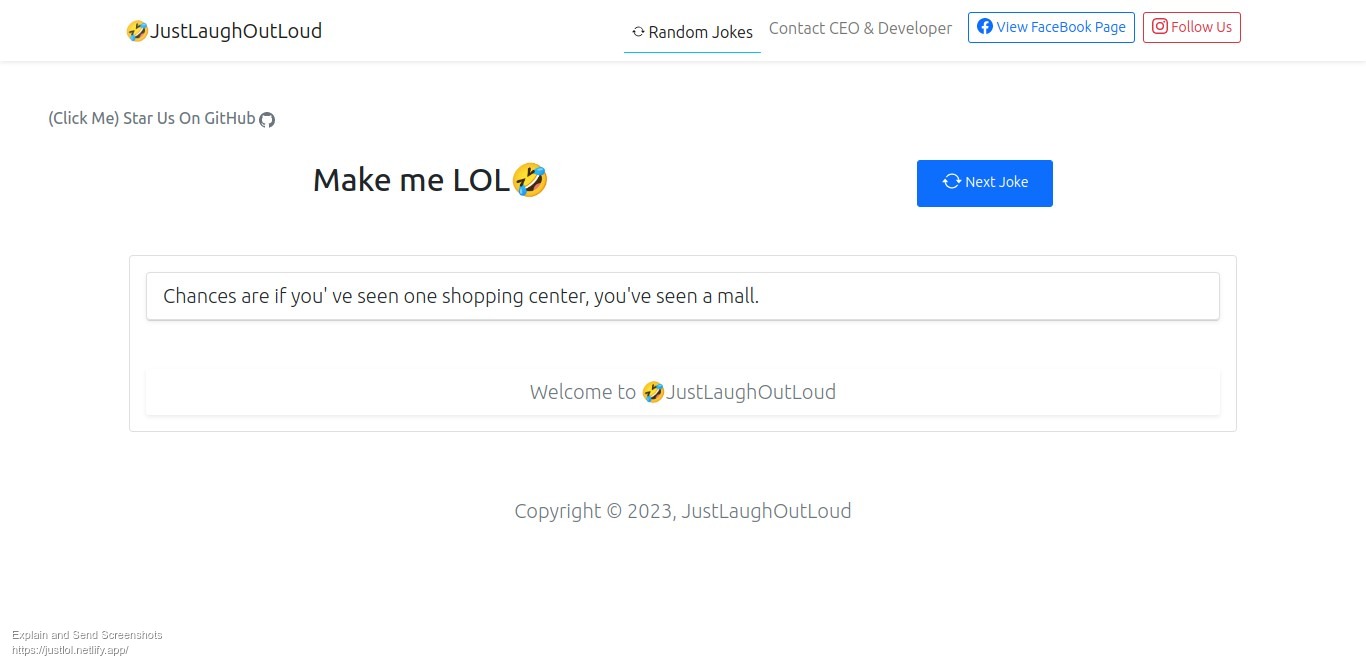 🤣JustLaughOutLoud
Random Jokes
Contact CEO & Developer
View FaceBook Page
Follow Us
(Click Me) Star Us On GitHub
Make me LOL🤣
Next Joke
Chances are if you' ve seen one shopping center, you've seen a mall.
Welcome to 🤣JustLaughOutLoud
Copyright © 2023, JustLaughOutLoud
Explain and Send Screenshots
https://justlol.netlify.app/